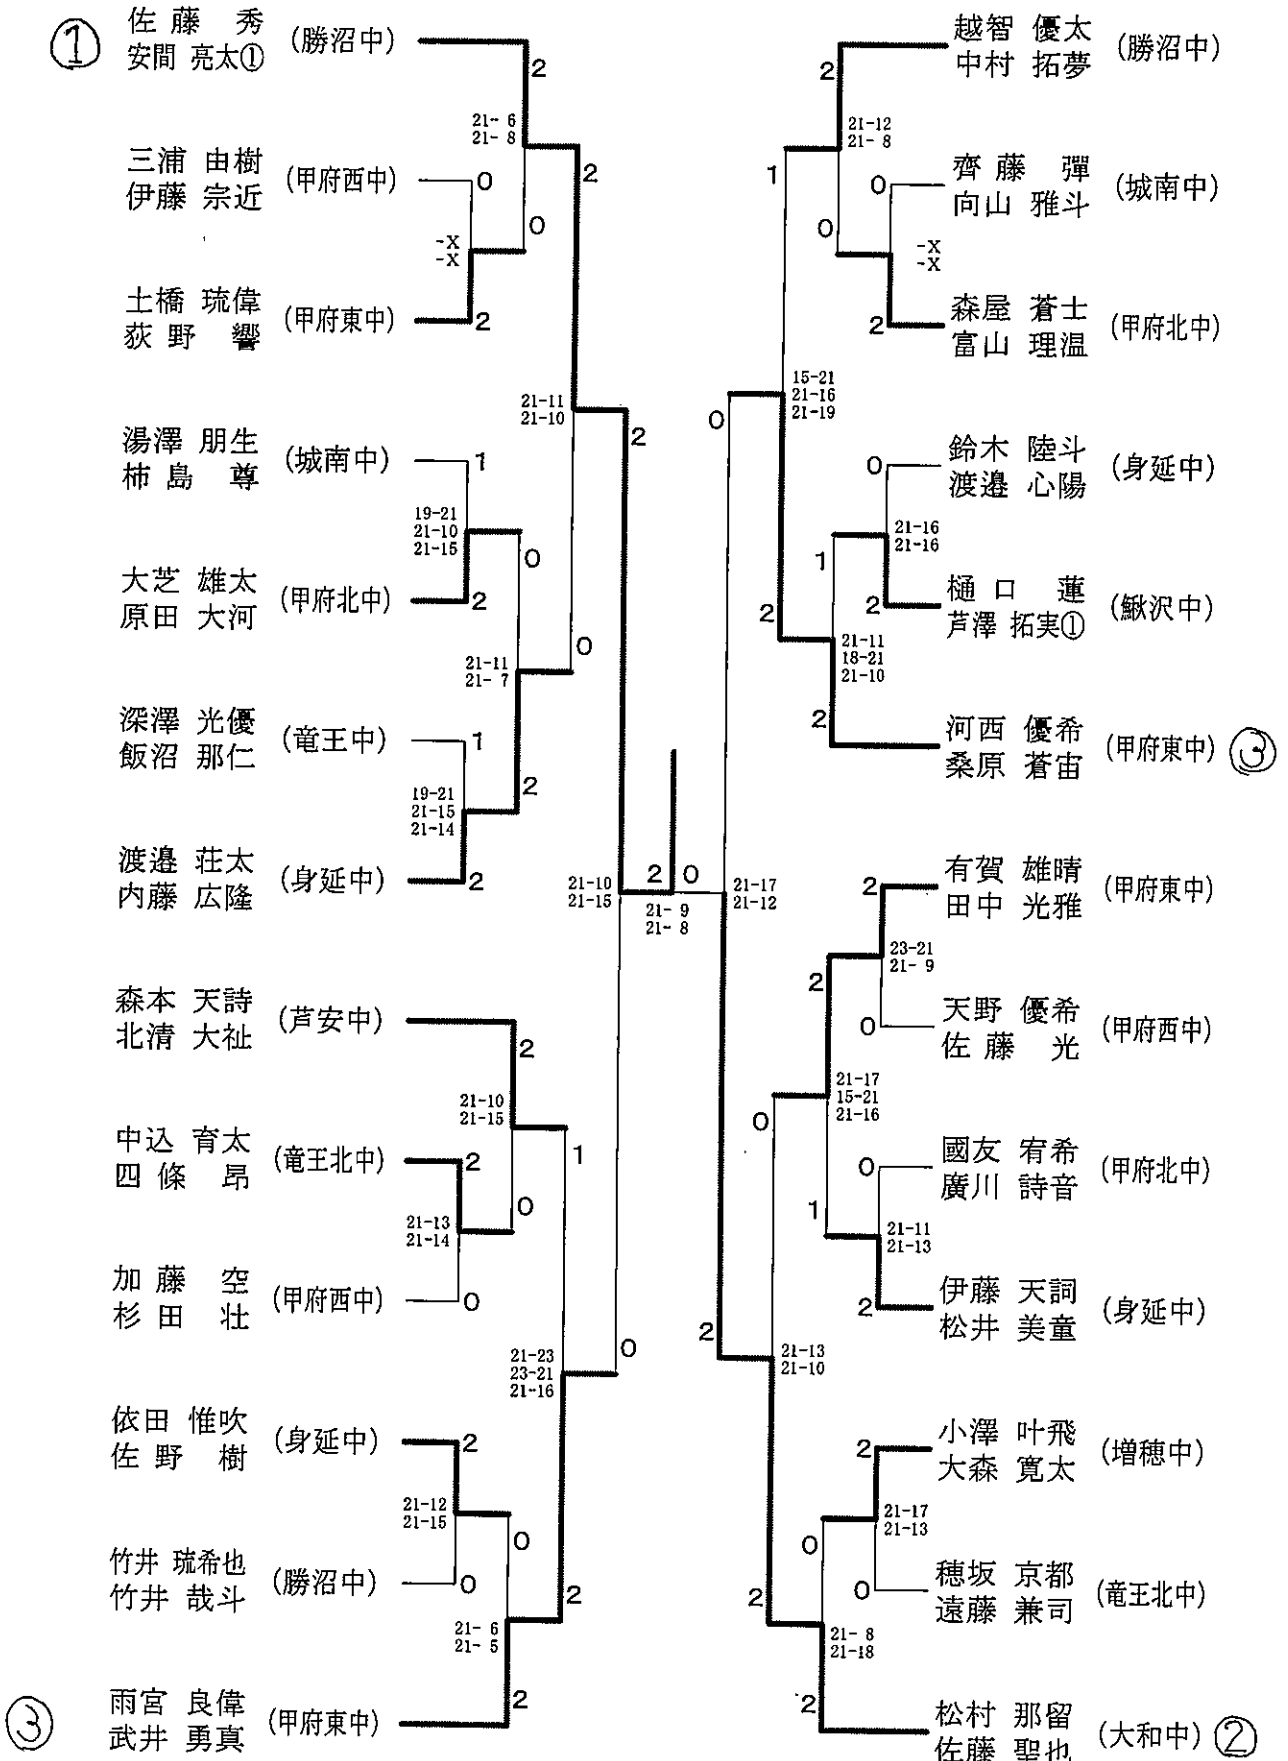 ① 佐藤 秀
安間 亮太① (勝沼中)
2
21- 6
21- 8
三浦 由樹
伊藤 宗近 (甲府西中)
0
2
0
-X
-X
土橋 琉偉
荻野 響 (甲府東中)
2
21-11
21-10
2
湯澤 朋生
柿島 尊 (城南中)
1
19-21
21-10
21-15
0
大芝 雄太
原田 大河 (甲府北中)
2
0
21-11
21- 7
深澤 光優
飯沼 那仁 (竜王中)
1
19-21
21-15
21-14
2
渡邉 荘太
内藤 広隆 (身延中)
2
21-10
21-15
2 0
21- 9
21- 8
森本 天詩
北清 大祉 (芦安中)
2
21-10
21-15
中込 育太
四條 昂 (竜王北中)
2
1
0
21-13
21-14
加藤 空
杉田 壮 (甲府西中)
0
21-23
23-21
21-16
0
依田 惟吹
佐野 樹 (身延中)
2
21-12
21-15
0
竹井 琉希也
竹井 哉斗 (勝沼中)
0
2
21- 6
21- 5
③ 雨宮 良偉
武井 勇真 (甲府東中)
2
越智 優太
中村 拓夢 (勝沼中)
2
21-12
21- 8
1
齊藤 彈
向山 雅斗 (城南中)
0
0
-X
-X
森屋 蒼士
富山 理温 (甲府北中)
2
15-21
21-16
21-19
0
鈴木 陸斗
渡邉 心陽 (身延中)
0
21-16
21-16
1
樋口 蓮
芦澤 拓実① (鰍沢中)
2
2
21-11
18-21
21-10
河西 優希
桑原 蒼宙 (甲府東中) ③
2
21-17
21-12
有賀 雄晴
田中 光雅 (甲府東中)
2
23-21
21- 9
2
天野 優希
佐藤 光 (甲府西中)
0
21-17
15-21
21-16
0
國友 宥希
廣川 詩音 (甲府北中)
0
1
21-11
21-13
伊藤 天詞
松井 美童 (身延中)
2
2
21-13
21-10
小澤 叶飛
大森 寛太 (増穂中)
2
21-17
21-13
0
穂坂 京都
遠藤 兼司 (竜王北中)
0
2
21- 8
21-18
松村 那留
佐藤 聖也 (大和中) ②
2